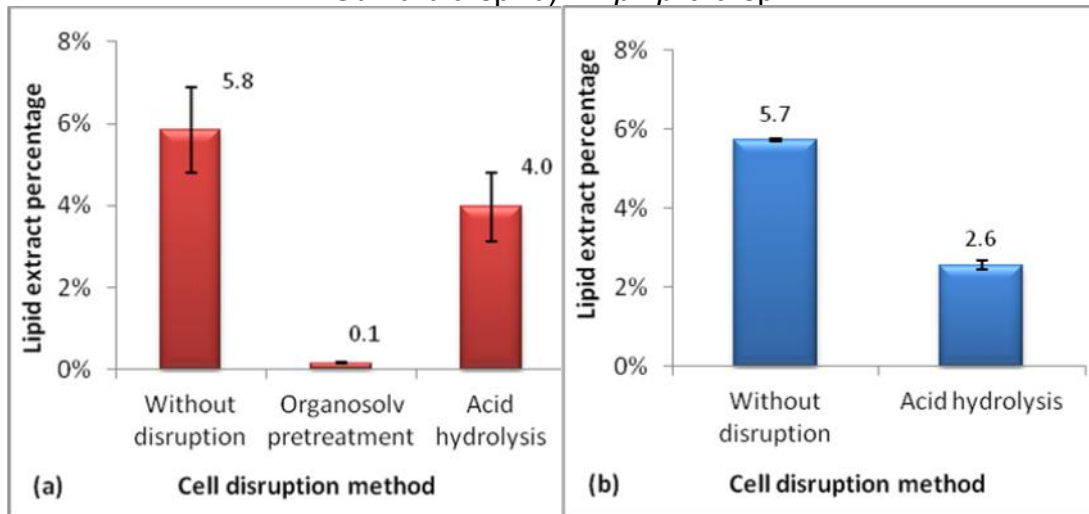 8%
6%
4%
2%
0%
Lipid extract percentage
5.8
0.1
4.0
Without
disruption
Organosolv
pretreatment
Acid
hydrolysis
(a)
Cell disruption method
8%
6%
4%
2%
0%
Lipid extract percentage
5.7
2.6
Without
disruption
Acid hydrolysis
(b)
Cell disruption method